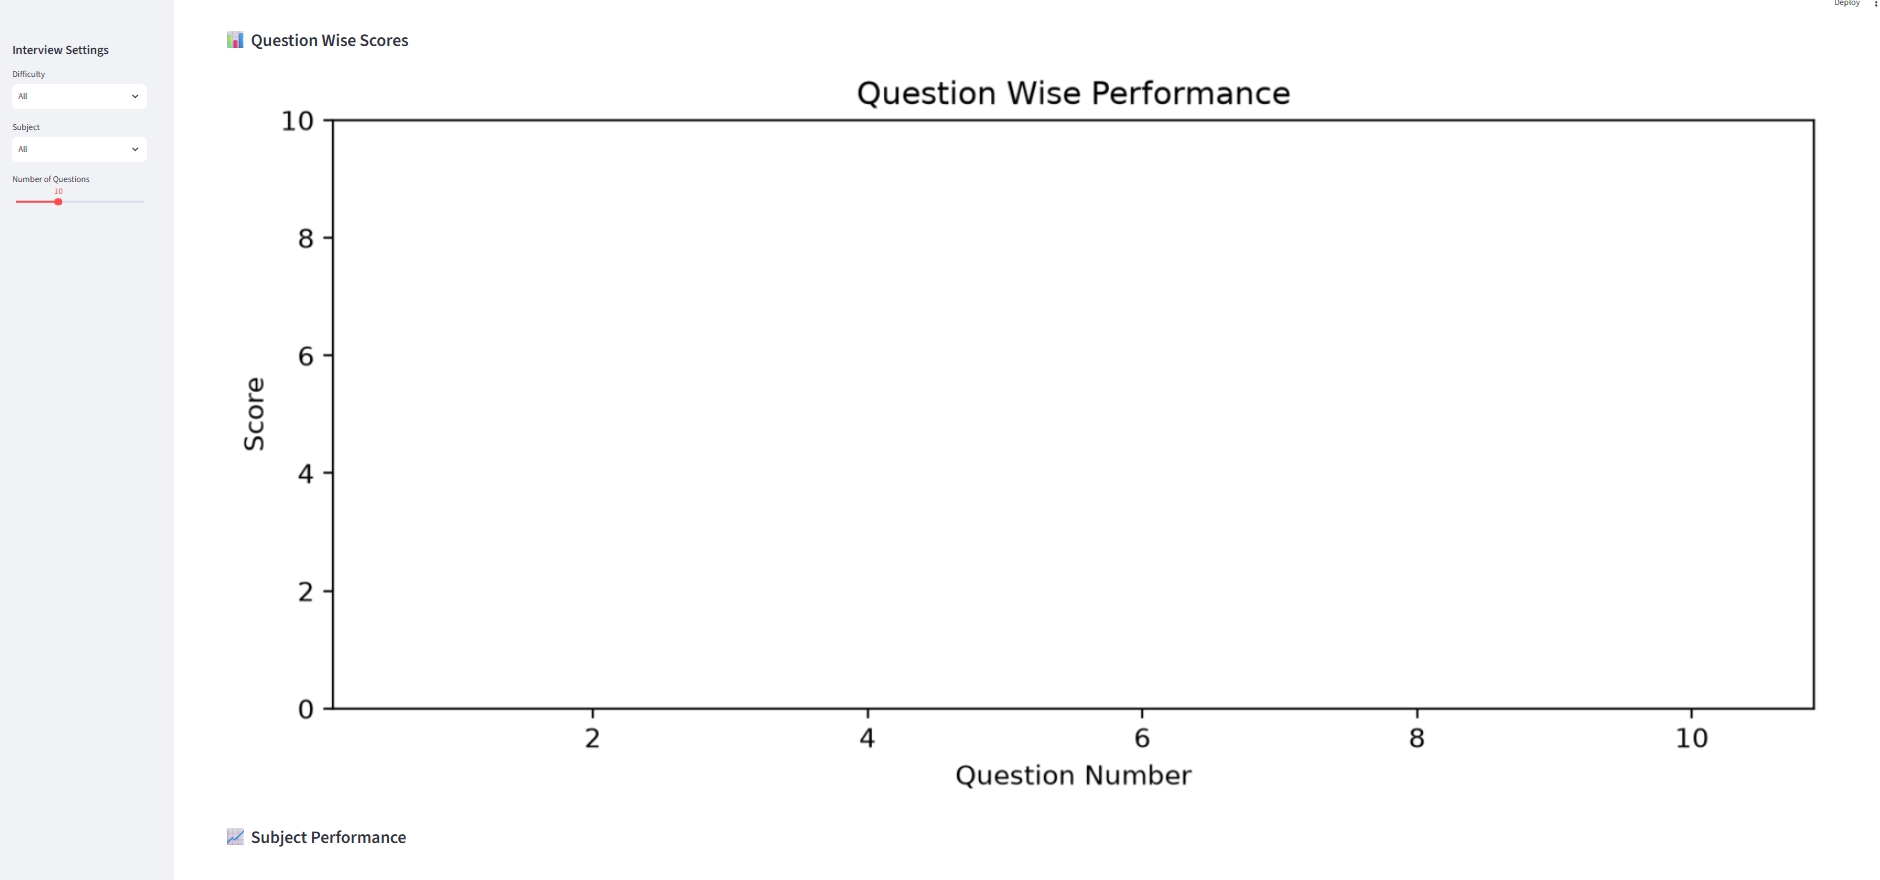 Deploy
Interview Settings
Difficulty
All
Subject
All
Number of Questions
10
Question Wise Scores
Question Wise Performance
10
8
6
4
2
0
Score
2 4 6 8 10
Question Number
Subject Performance